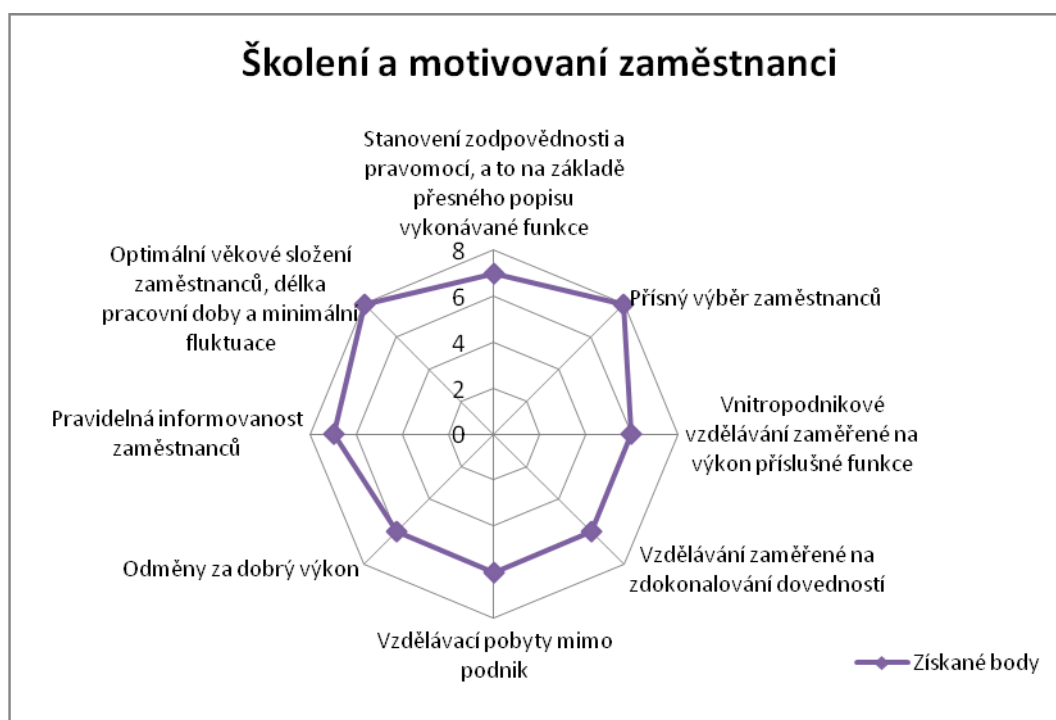 Školení a motivovaní zaměstnanci
Stanovení zodpovědnosti a
pravomocí, a to na základě
přesného popisu
vykonávané funkce
Přísný výběr zaměstnanců
Vnitropodnikové
vzdělávání zaměřené na
výkon příslušné funkce
Vzdělávání zaměřené na
zdokonalování dovedností
Vzdělávací pobyty mimo
podnik
Odměny za dobrý výkon
Pravidelná informovanost
zaměstnanců
Optimální věkové složení
zaměstnanců, délka
pracovní doby a minimální
fluktuace
8
6
4
2
0
Získané body